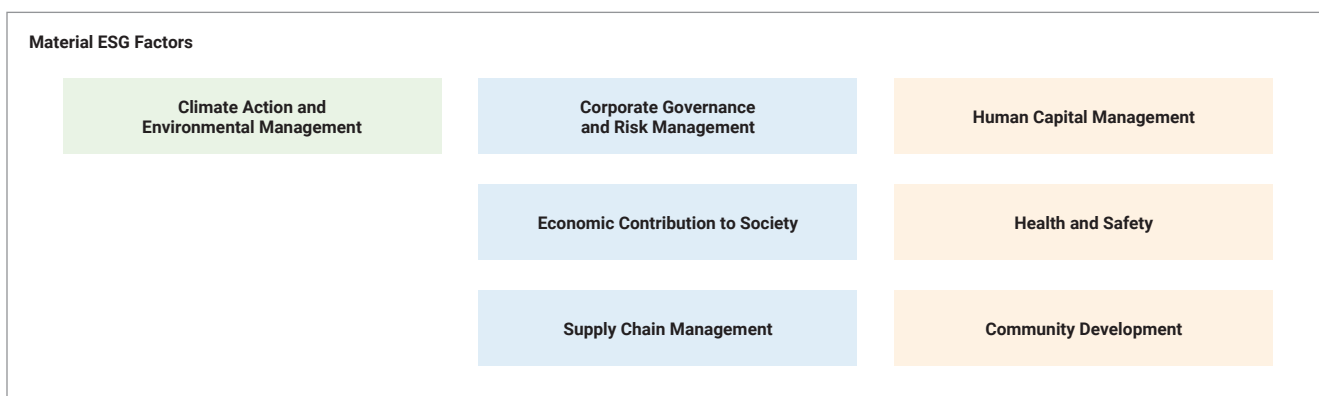 Material ESG Factors
Climate Action and
Environmental Management
Corporate Governance
and Risk Management
Human Capital Management
Economic Contribution to Society
Health and Safety
Supply Chain Management
Community Development